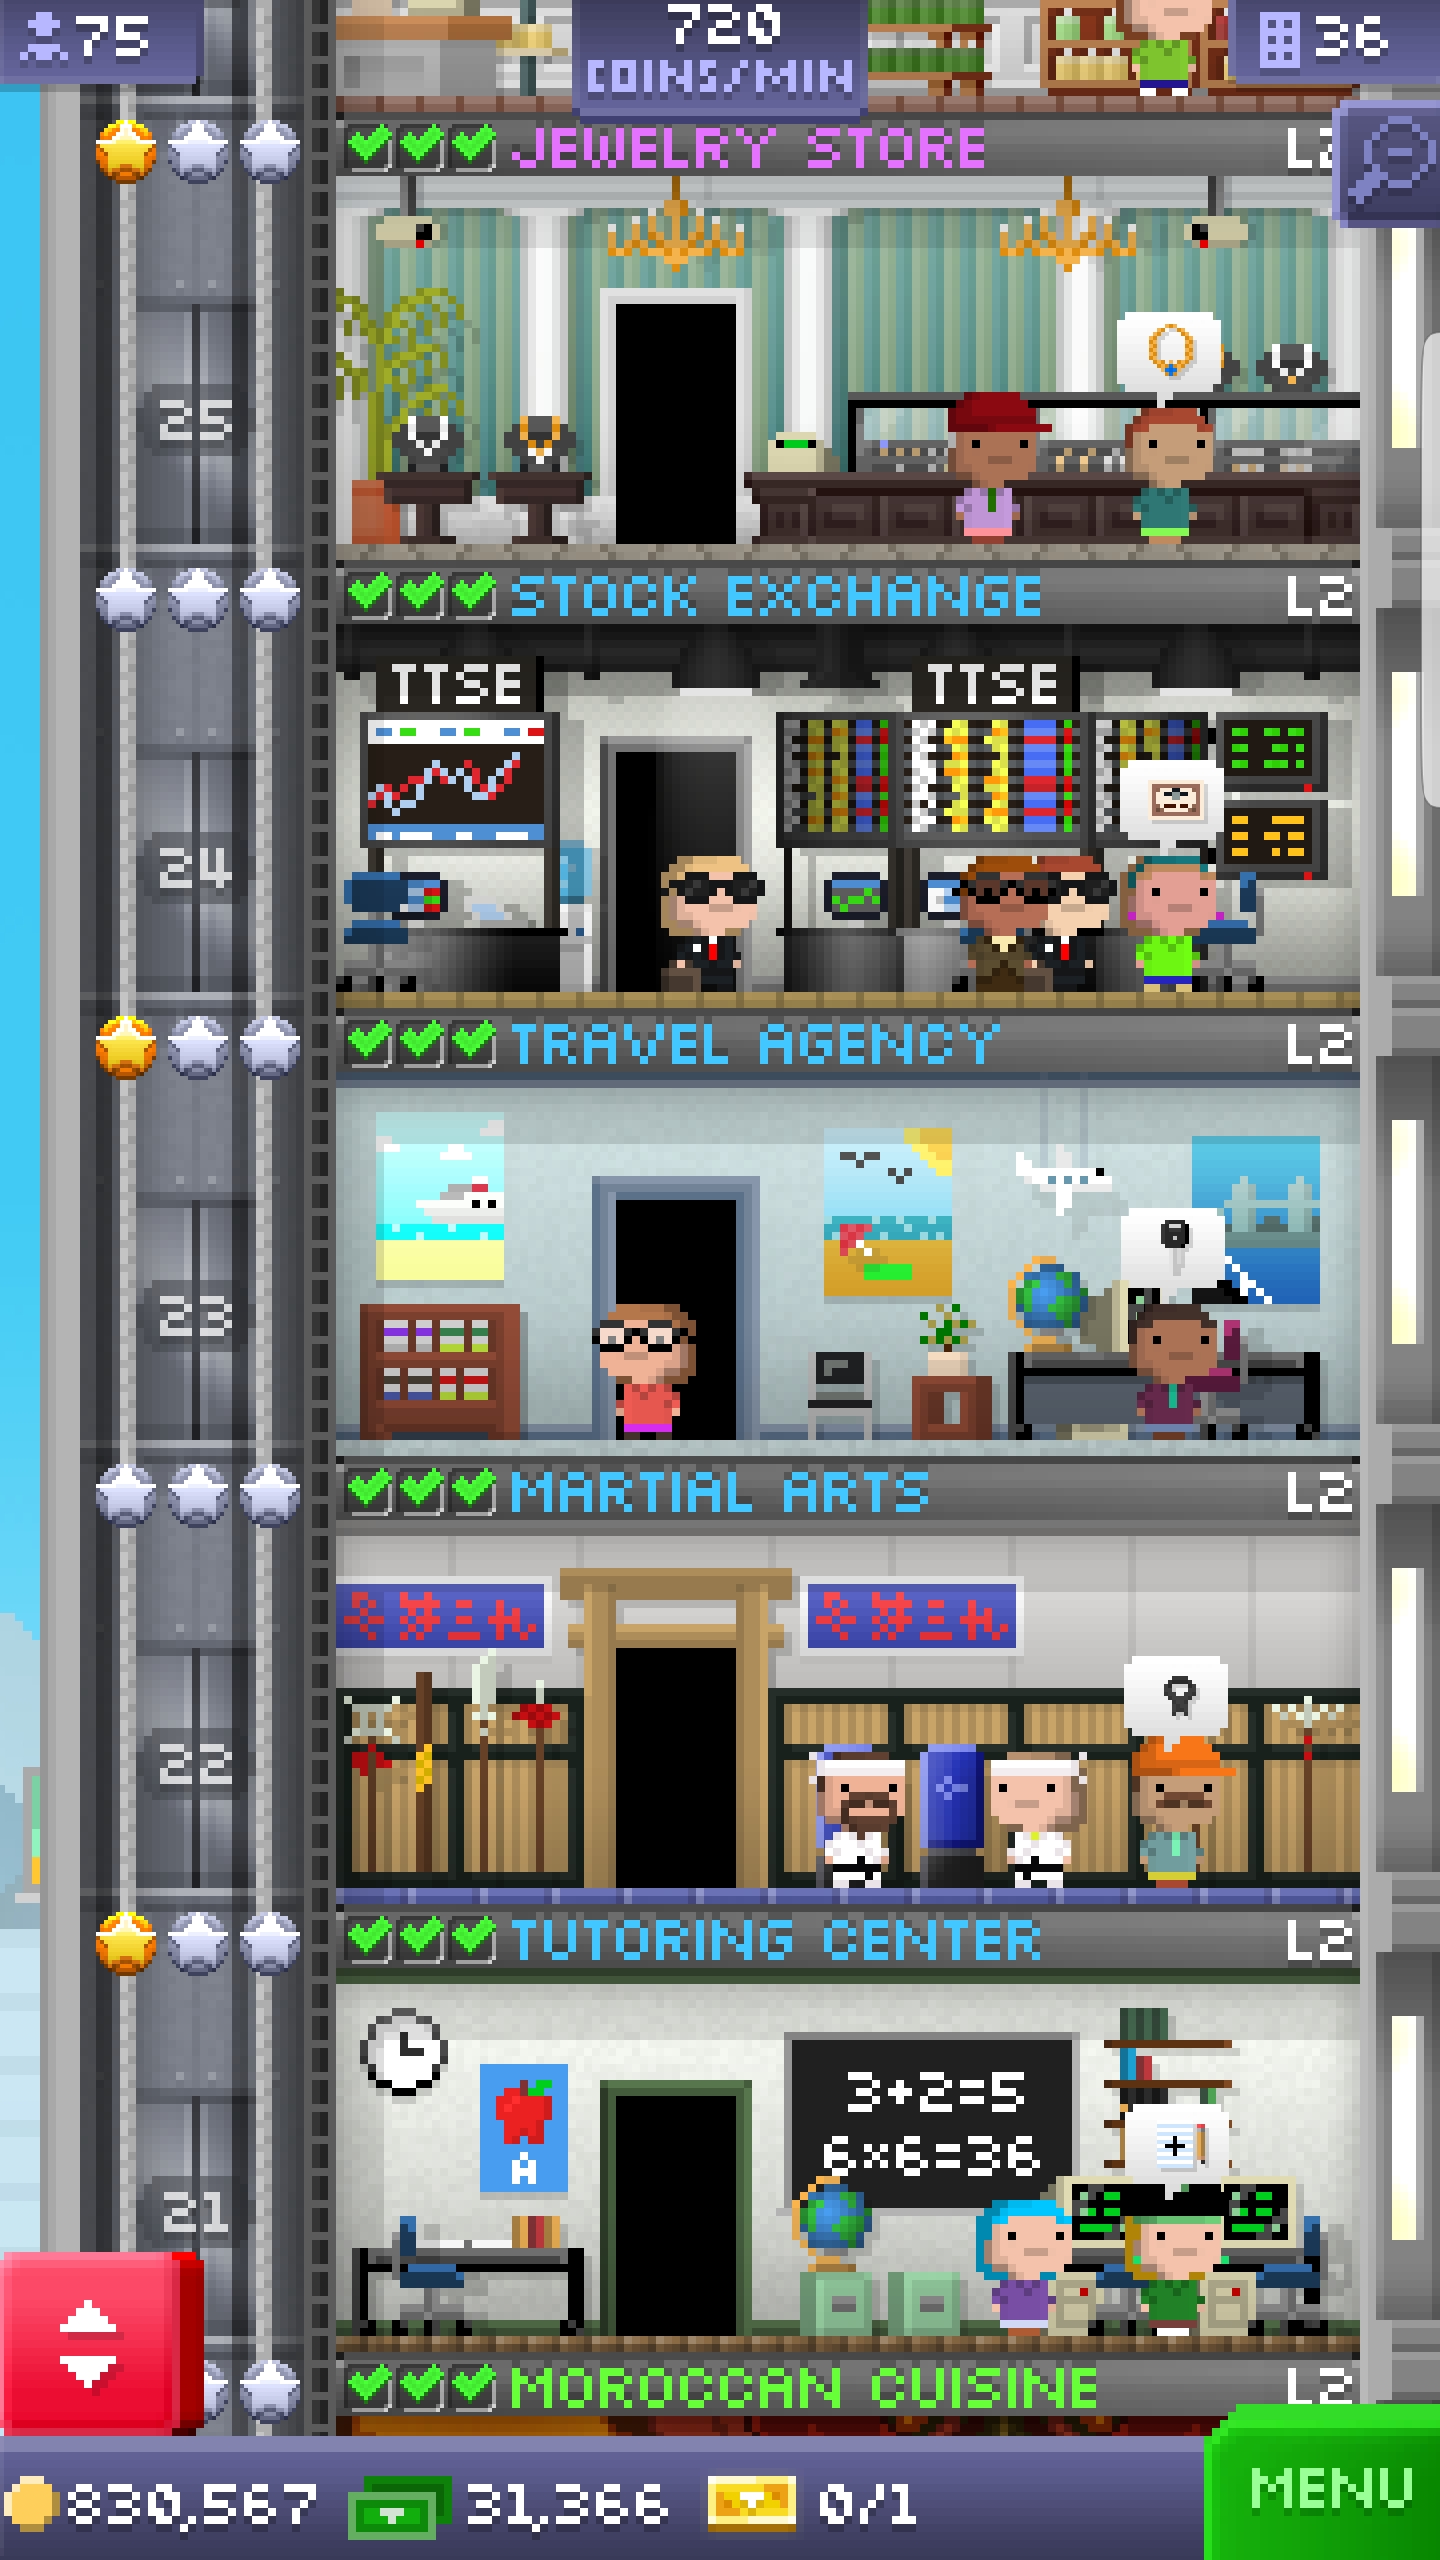 75
720
COINS/MIN
36
JEWELRY STORE
25
STOCK EXCHANGE L2
TTSE TTSE
24
TRAVEL AGENCY L2
23
MARTIAL ARTS L2
22
TUTORING CENTER L2
3+2=5
6×6=36
A
21
MOROCCAN CUISINE L2
830,567 31,366 0/1
MENU